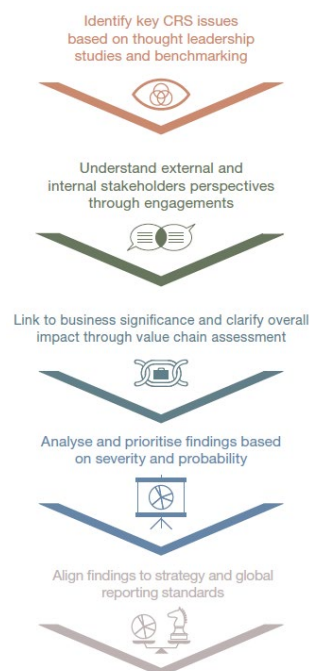 Identify key CRS issues
based on thought leadership
studies and benchmarking
Understand external and
internal stakeholders perspectives
through engagements
Link to business significance and clarify overall
impact through value chain assessment
Analyse and prioritise findings based
on severity and probability
Align findings to strategy and global
reporting standards